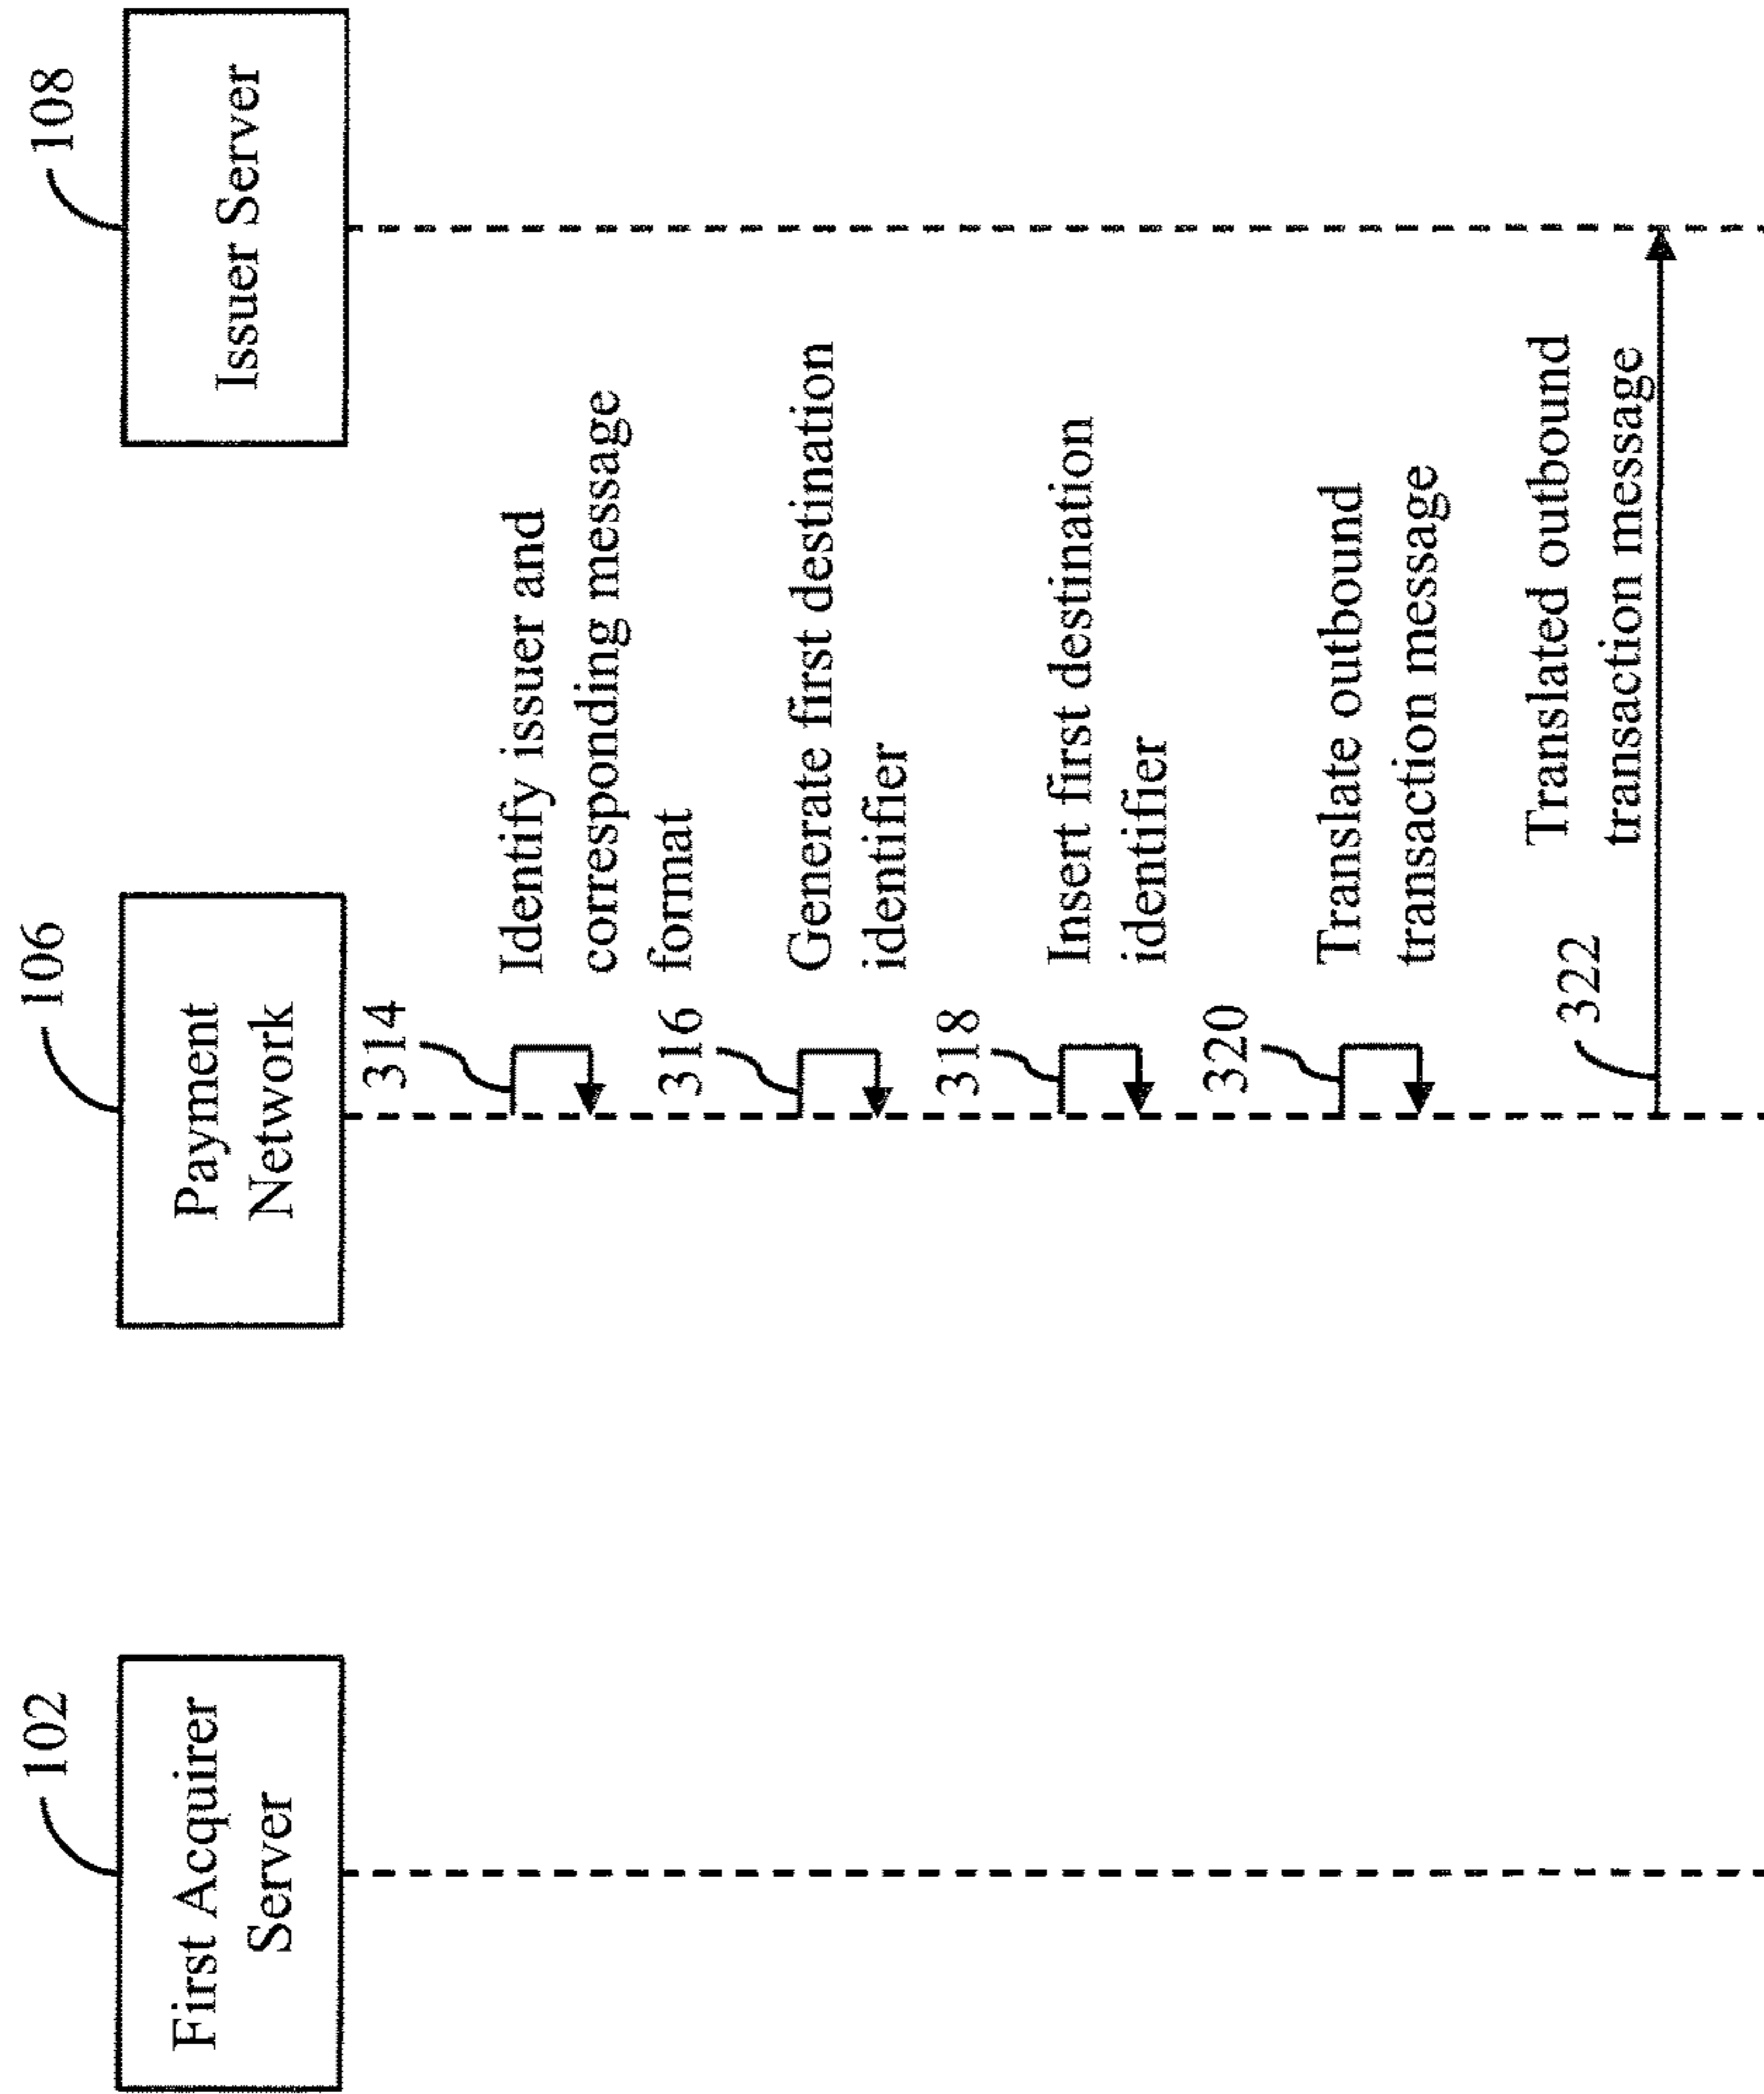 102
106
108
First Acquirer
Server
Payment
Network
Issuer Server
314
Identify issuer and
corresponding message
format
316
Generate first destination
identifier
318
Insert first destination
identifier
320
Translate outbound
transaction message
322
Translated outbound
transaction message